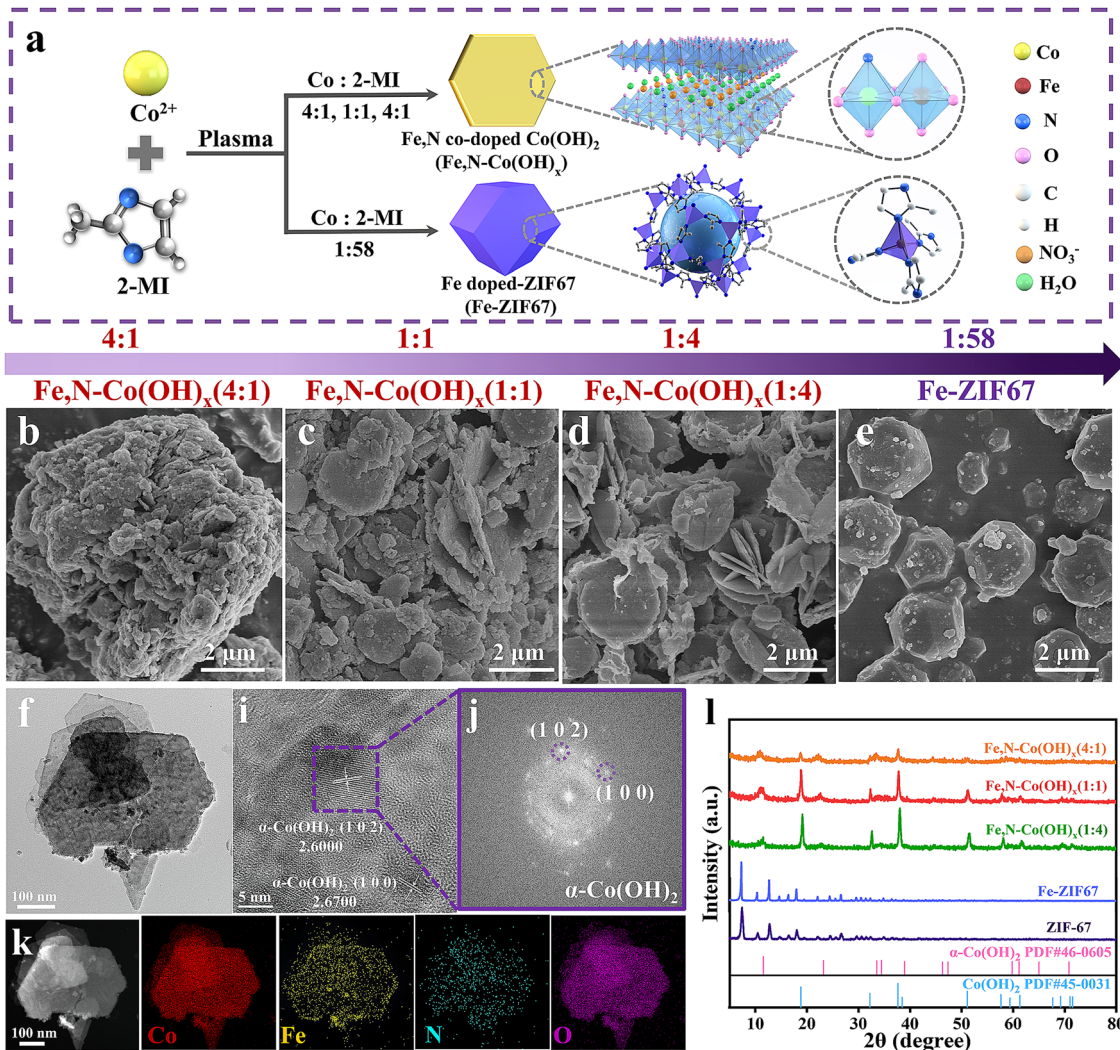 a
Co²⁺
2-MI
Plasma
Co : 2-MI
4:1, 1:1, 4:1
Fe,N co-doped Co(OH)₂
(Fe,N-Co(OH)ₓ)
Co : 2-MI
1:58
Fe doped-ZIF67
(Fe-ZIF67)
Co
Fe
N
O
C
H
NO₃⁻
H₂O
4:1
1:1
1:4
1:58
Fe,N-Co(OH)ₓ(4:1)
Fe,N-Co(OH)ₓ(1:1)
Fe,N-Co(OH)ₓ(1:4)
Fe-ZIF67
b
2 μm
c
2 μm
d
2 μm
e
2 μm
f
100 nm
i
α-Co(OH)₂ (1 0 2)
2.6000
α-Co(OH)₂ (1 0 0)
2.6700
5 nm
j
(1 0 2)
(1 0 0)
α-Co(OH)₂
k
100 nm
Co
Fe
N
O
l
Intensity (a.u.)
Fe,N-Co(OH)ₓ(4:1)
Fe,N-Co(OH)ₓ(1:1)
Fe,N-Co(OH)ₓ(1:4)
Fe-ZIF67
ZIF-67
α-Co(OH)₂ PDF#46-0605
Co(OH)₂ PDF#45-0031
10 20 30 40 50 60 70 80
2θ (degree)